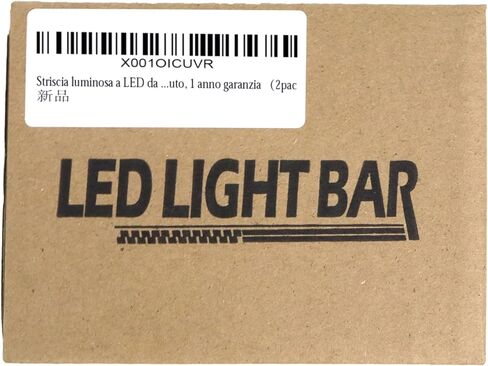 X001OICUVR
Striscia luminosa a LED da ...uto, 1 anno garanzia （2pac
新品
LED LIGHT BAR